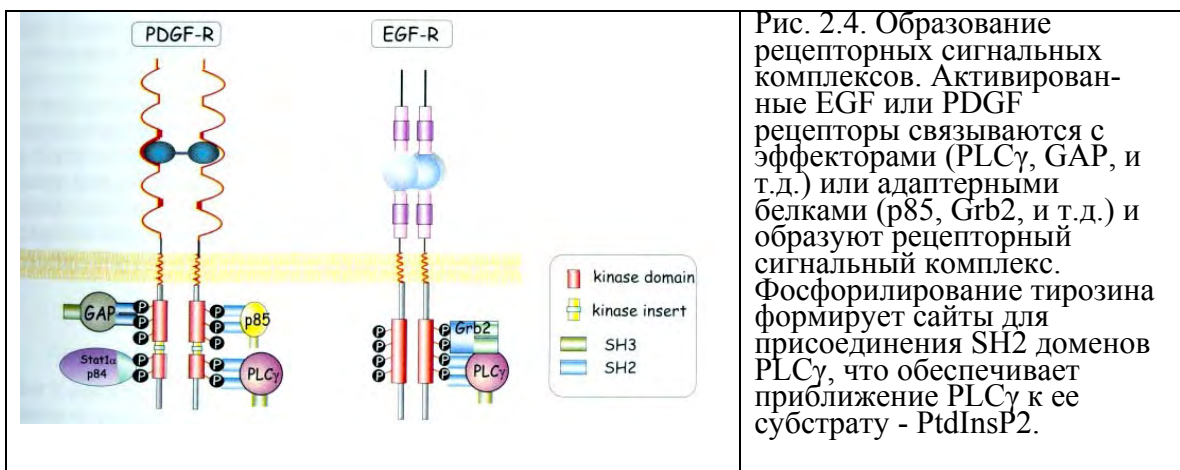 PDGF-R
EGF-R
GAP
P
P
P
Stat1α
p84
P
P
P
P
P
p85
P
P
PLCγ
P
P
P
P
P
P
P
P
Grb2
PLCγ
kinase domain
kinase insert
SH3
SH2
Рис. 2.4. Образование
рецепторных сигнальных
комплексов. Активирован-
ные EGF или PDGF
рецепторы связываются с
эффекторами (PLCγ, GAP, и
т.д.) или адаптерными
белками (p85, Grb2, и т.д.) и
образуют рецепторный
сигнальный комплекс.
Фосфорилирование тирозина
формирует сайты для
присоединения SH2 доменов
PLCγ, что обеспечивает
приближение PLCγ к ее
субстрату - PtdInsP2.